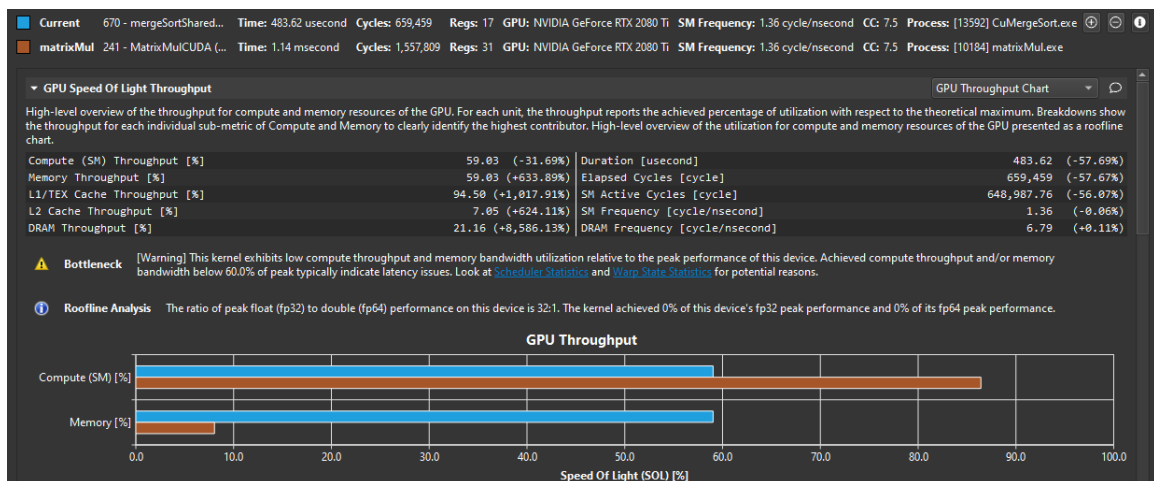 Current 670 - mergeSortShared... Time: 483.62 usecond Cycles: 659,459 Regs: 17 GPU: NVIDIA GeForce RTX 2080 Ti SM Frequency: 1.36 cycle/nsecond CC: 7.5 Process: [13592] CuMergeSort.exe
matrixMul 241 - MatrixMulCUDA (... Time: 1.14 msecond Cycles: 1,557,809 Regs: 31 GPU: NVIDIA GeForce RTX 2080 Ti SM Frequency: 1.36 cycle/nsecond CC: 7.5 Process: [10184] matrixMul.exe
GPU Speed Of Light Throughput GPU Throughput Chart
High-level overview of the throughput for compute and memory resources of the GPU. For each unit, the throughput reports the achieved percentage of utilization with respect to the theoretical maximum. Breakdowns show
the throughput for each individual sub-metric of Compute and Memory to clearly identify the highest contributor. High-level overview of the utilization for compute and memory resources of the GPU presented as a roofline
chart.
Compute (SM) Throughput [%] 59.03 (-31.69%) Duration [usecond] 483.62 (-57.69%)
Memory Throughput [%] 59.03 (+633.89%) Elapsed Cycles [cycle] 659,459 (-57.67%)
L1/TEX Cache Throughput [%] 94.50 (+1,017.91%) SM Active Cycles [cycle] 648,987.76 (-56.07%)
L2 Cache Throughput [%] 7.05 (+624.11%) SM Frequency [cycle/nsecond] 1.36 (-0.06%)
DRAM Throughput [%] 21.16 (+8,586.13%) DRAM Frequency [cycle/nsecond] 6.79 (+0.11%)
Bottleneck [Warning] This kernel exhibits low compute throughput and memory bandwidth utilization relative to the peak performance of this device. Achieved compute throughput and/or memory
bandwidth below 60.0% of peak typically indicate latency issues. Look at Scheduler Statistics and Warp State Statistics for potential reasons.
Roofline Analysis The ratio of peak float (fp32) to double (fp64) performance on this device is 32:1. The kernel achieved 0% of this device's fp32 peak performance and 0% of its fp64 peak performance.
GPU Throughput
Compute (SM) [%]
Memory [%]
0.0 10.0 20.0 30.0 40.0 50.0 60.0 70.0 80.0 90.0 100.0
Speed Of Light (SOL) [%]